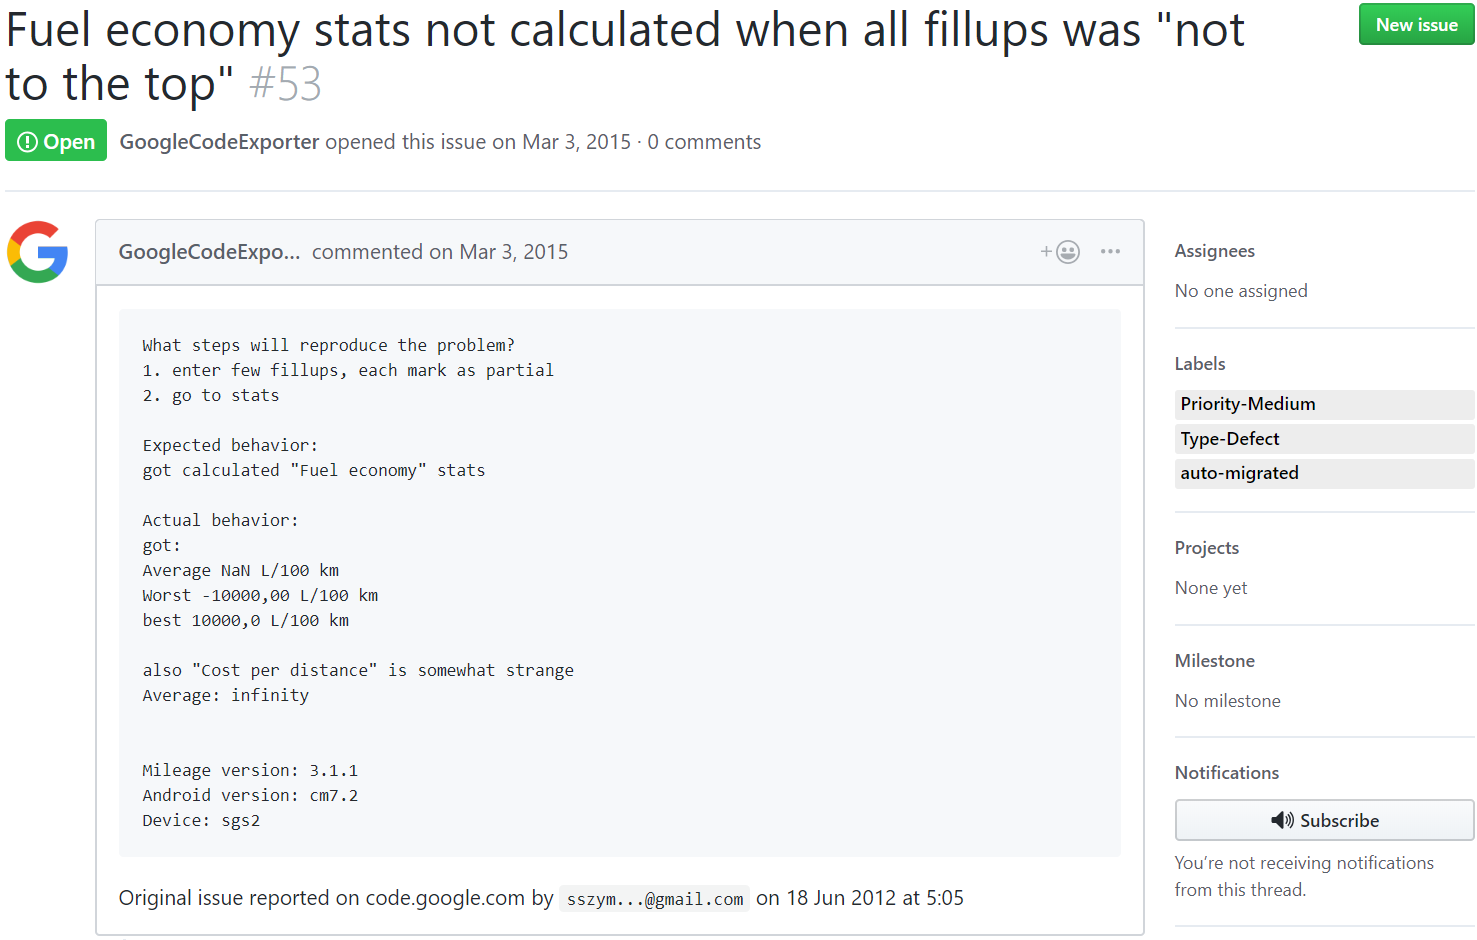 Fuel economy stats not calculated when all fillups was "not
to the top" #53
New issue
Open
GoogleCodeExporter opened this issue on Mar 3, 2015 · 0 comments
GoogleCodeExpo... commented on Mar 3, 2015
What steps will reproduce the problem?
1. enter few fillups, each mark as partial
2. go to stats
Expected behavior:
got calculated "Fuel economy" stats
Actual behavior:
got:
Average NaN L/100 km
Worst -10000,00 L/100 km
best 10000,0 L/100 km
also "Cost per distance" is somewhat strange
Average: infinity
Mileage version: 3.1.1
Android version: cm7.2
Device: sgs2
Original issue reported on code.google.com by sszym...@gmail.com on 18 Jun 2012 at 5:05
Assignees
No one assigned
Labels
Priority-Medium
Type-Defect
auto-migrated
Projects
None yet
Milestone
No milestone
Notifications
Subscribe
You're not receiving notifications
from this thread.